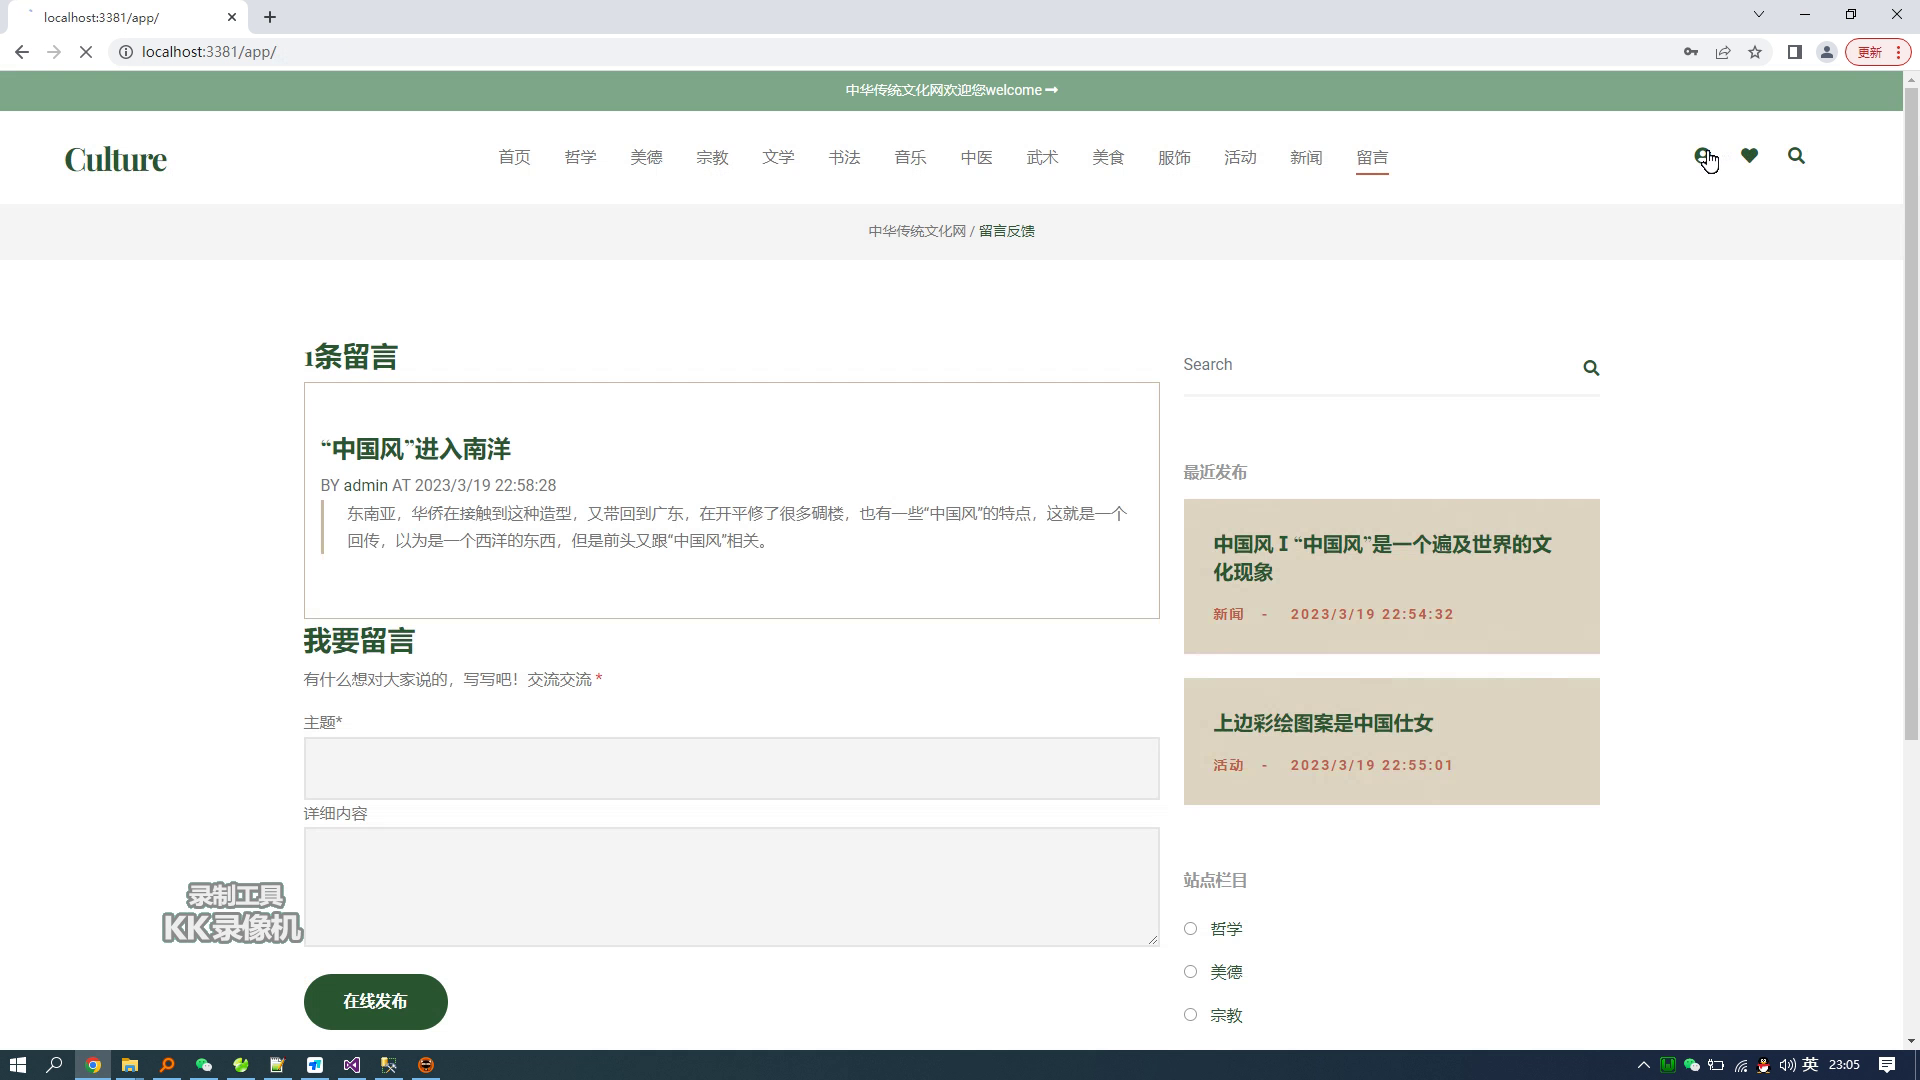 localhost:3381/app/
localhost:3381/app/
更新
中华传统文化网欢迎您welcome
Culture
首页 哲学 美德 宗教 文学 书法 音乐 中医 武术 美食 服饰 活动 新闻 留言
中华传统文化网 / 留言反馈
1条留言
“中国风”进入南洋
BY admin AT 2023/3/19 22:58:28
东南亚，华侨在接触到这种造型，又带回到广东，在开平修了很多碉楼，也有一些“中国风”的特点，这就是一个
回传，以为是一个西洋的东西，但是前头又跟“中国风”相关。
我要留言
有什么想对大家说的，写写吧！交流交流 *
主题*
详细内容
在线发布
Search
最近发布
中国风 I “中国风”是一个遍及世界的文
化现象
新闻 - 2023/3/19 22:54:32
上边彩绘图案是中国仕女
活动 - 2023/3/19 22:55:01
站点栏目
哲学
美德
宗教
录制工具
KK录像机
英 23:05